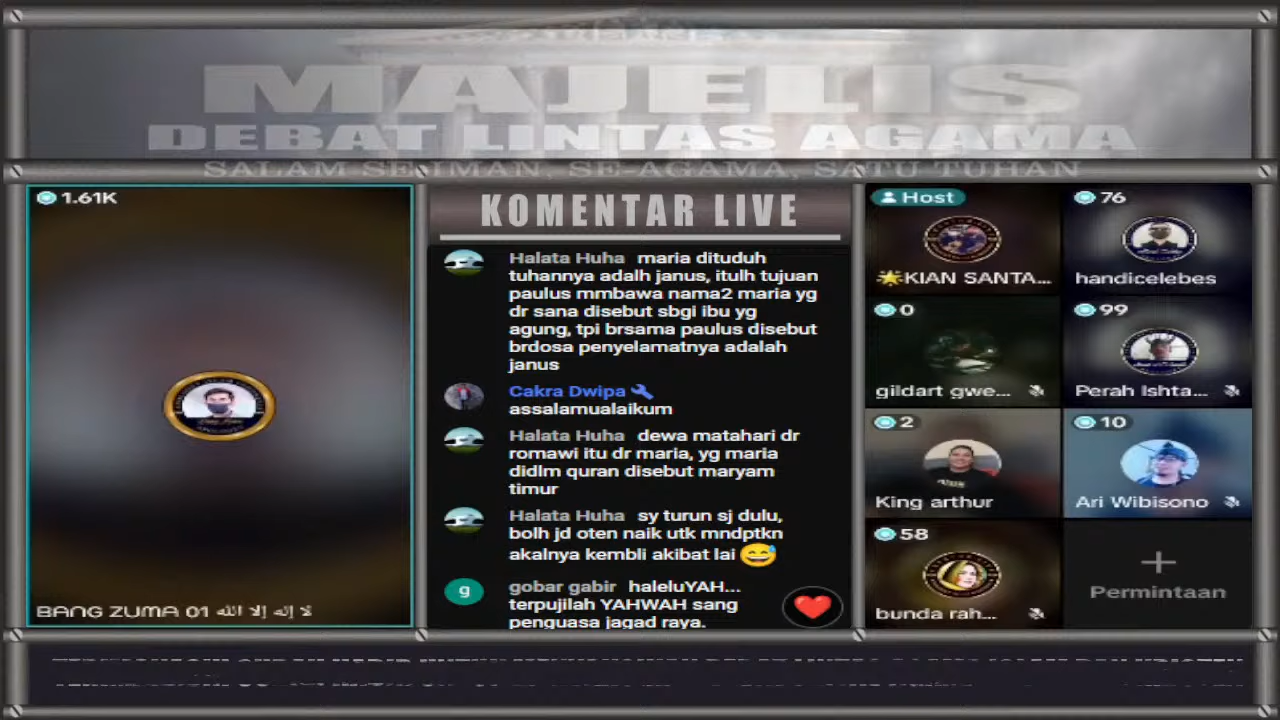 MAJELIS
DEBAT LINTAS AGAMA
SALAM SEIMAN, SE-AGAMA, SATU TUHAN
1.61K
BANG ZUMA 01 لا إله إلا الله
KOMENTAR LIVE
Halata Huha maria dituduh
tuhannya adalh janus, itulh tujuan
paulus mmbawa nama2 maria yg
dr sana disebut sbgi ibu yg
agung, tpi brsama paulus disebut
brdosa penyelamatnya adalah
janus
Cakra Dwipa
assalamualaikum
Halata Huha dewa matahari dr
romawi itu dr maria, yg maria
didlm quran disebut maryam
timur
Halata Huha sy turun sj dulu,
bolh jd oten naik utk mndptkn
akalnya kembli akibat lai 😅
g
gobar gabir haleluYAH...
terpujilah YAHWAH sang
penguasa jagad raya.
Host
🌟KIAN SANTA...
76
handicelebes
0
gildart gwe...
99
Perah Ishta...
2
King arthur
10
Ari Wibisono
58
bunda rah...
Permintaan